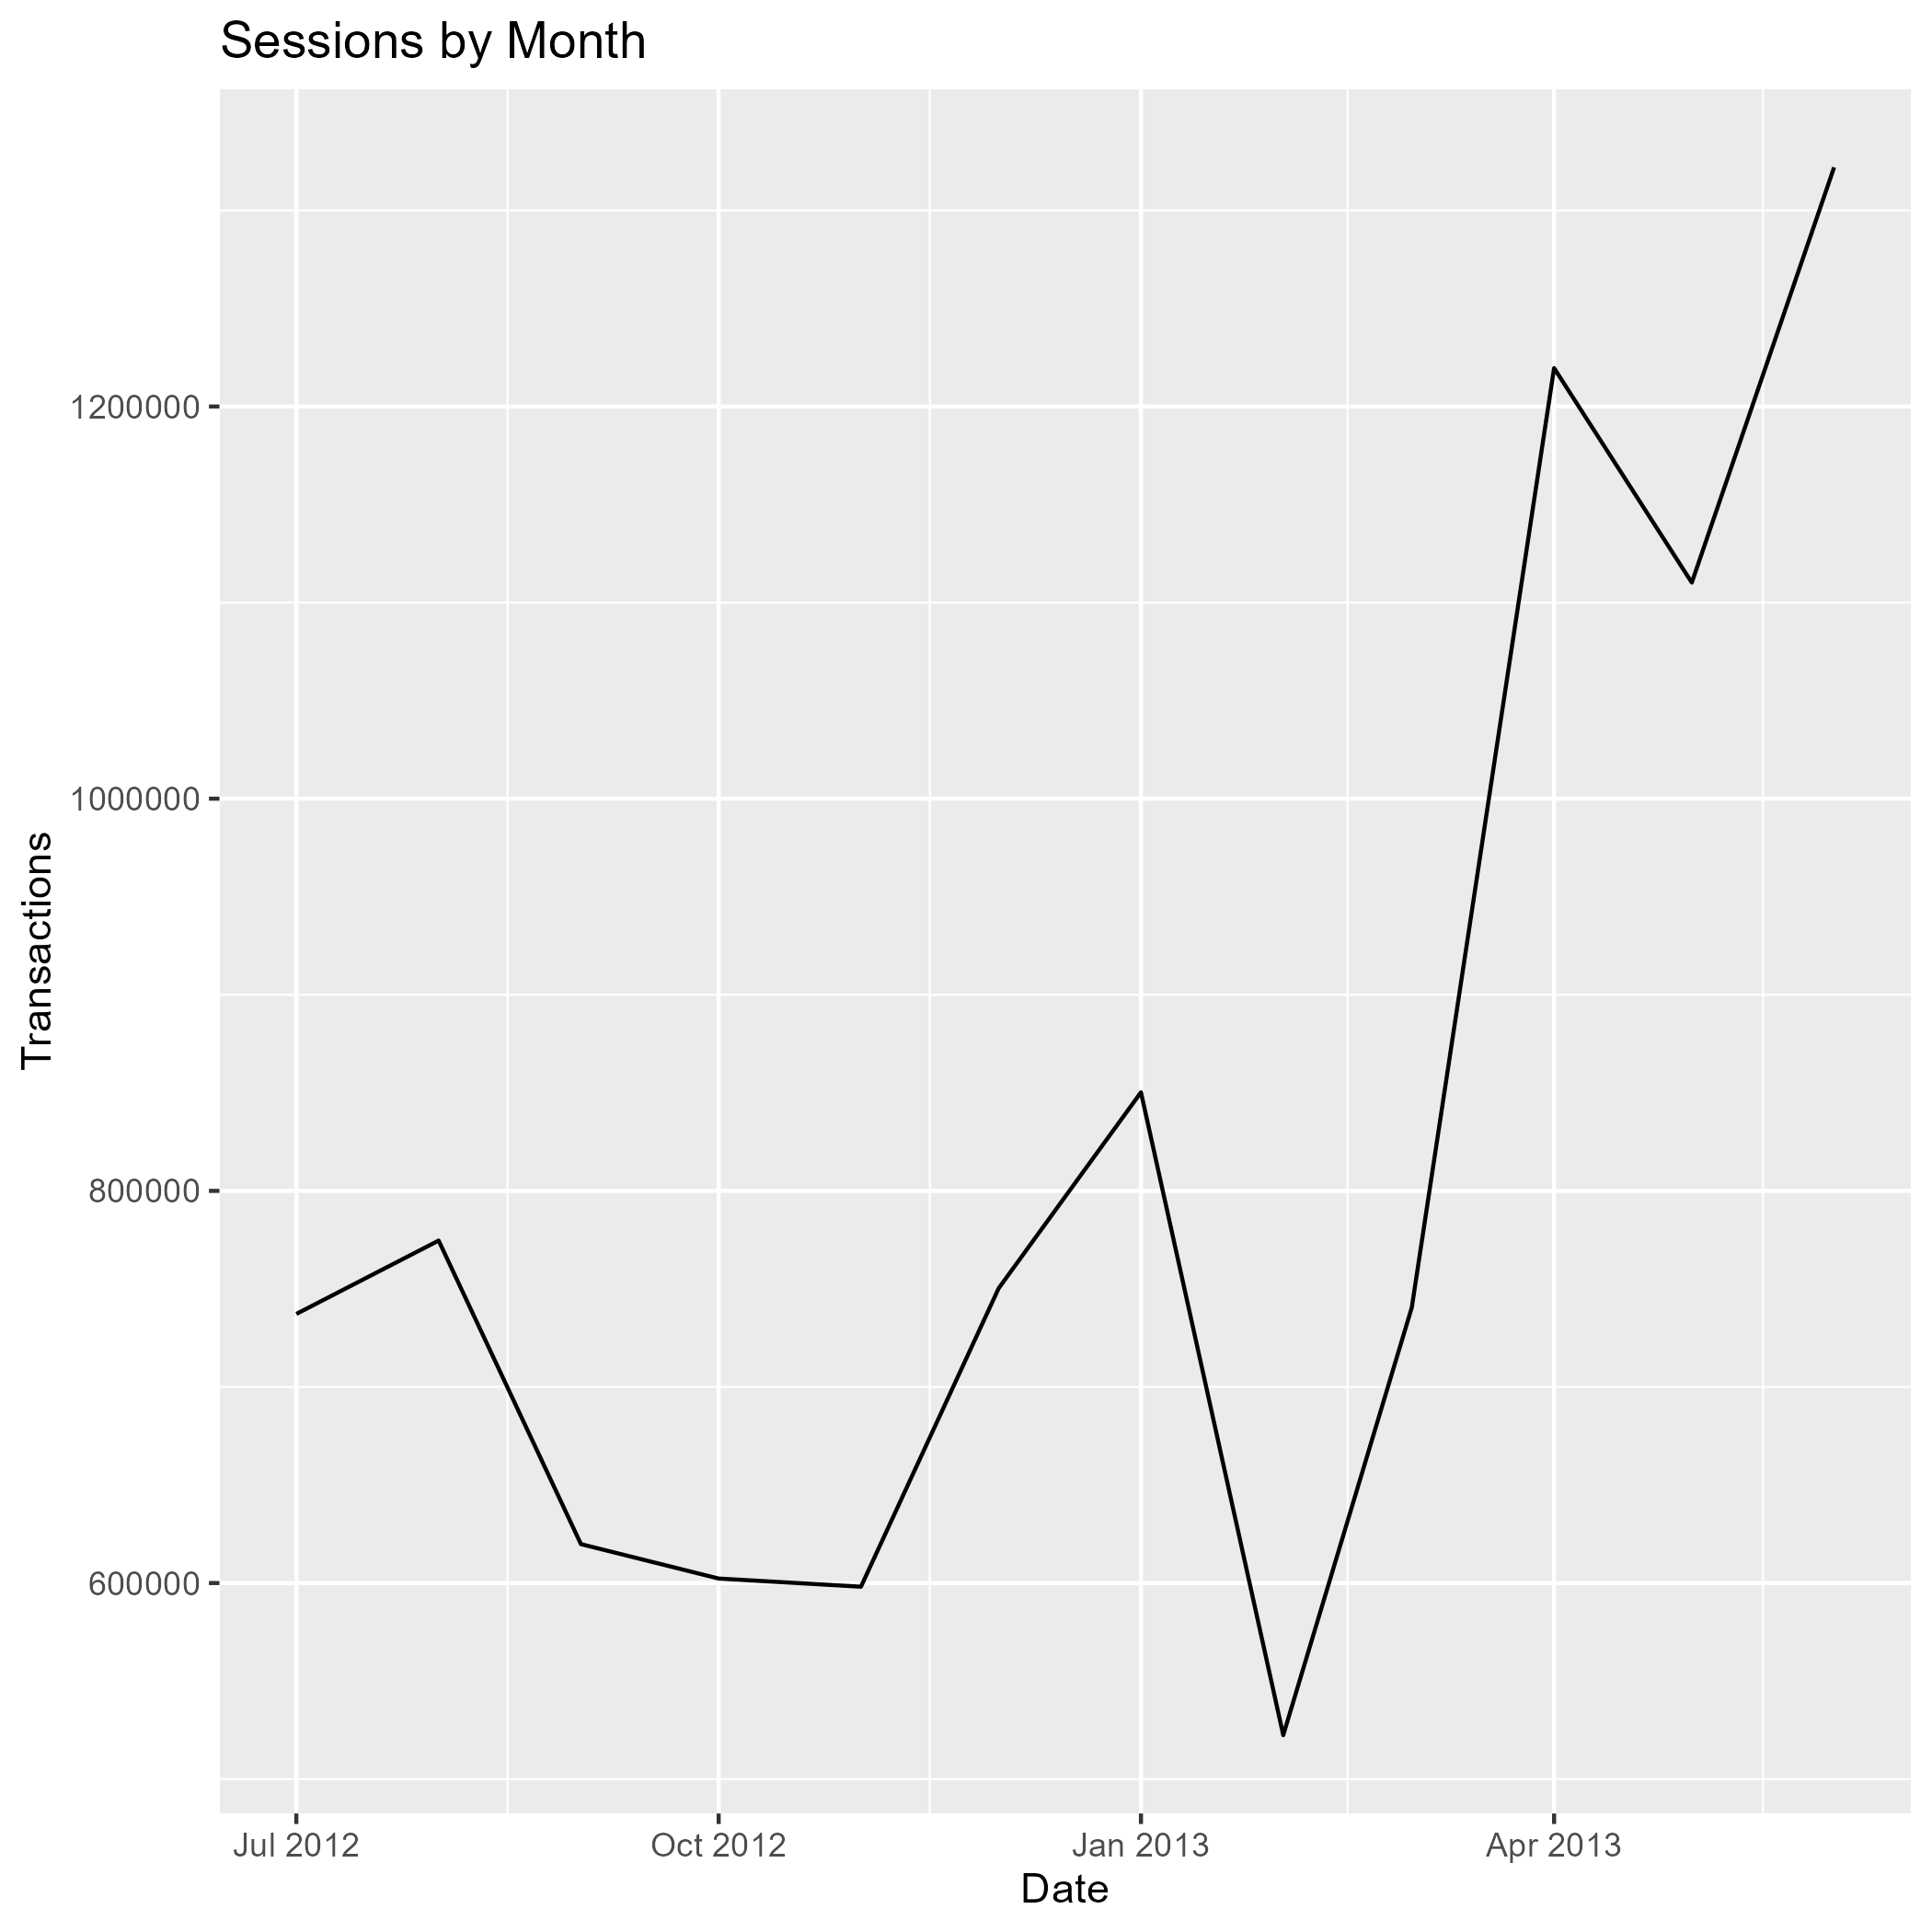 Sessions by Month
1200000
1000000
800000
600000
Transactions
Jul 2012
Oct 2012
Jan 2013
Apr 2013
Date